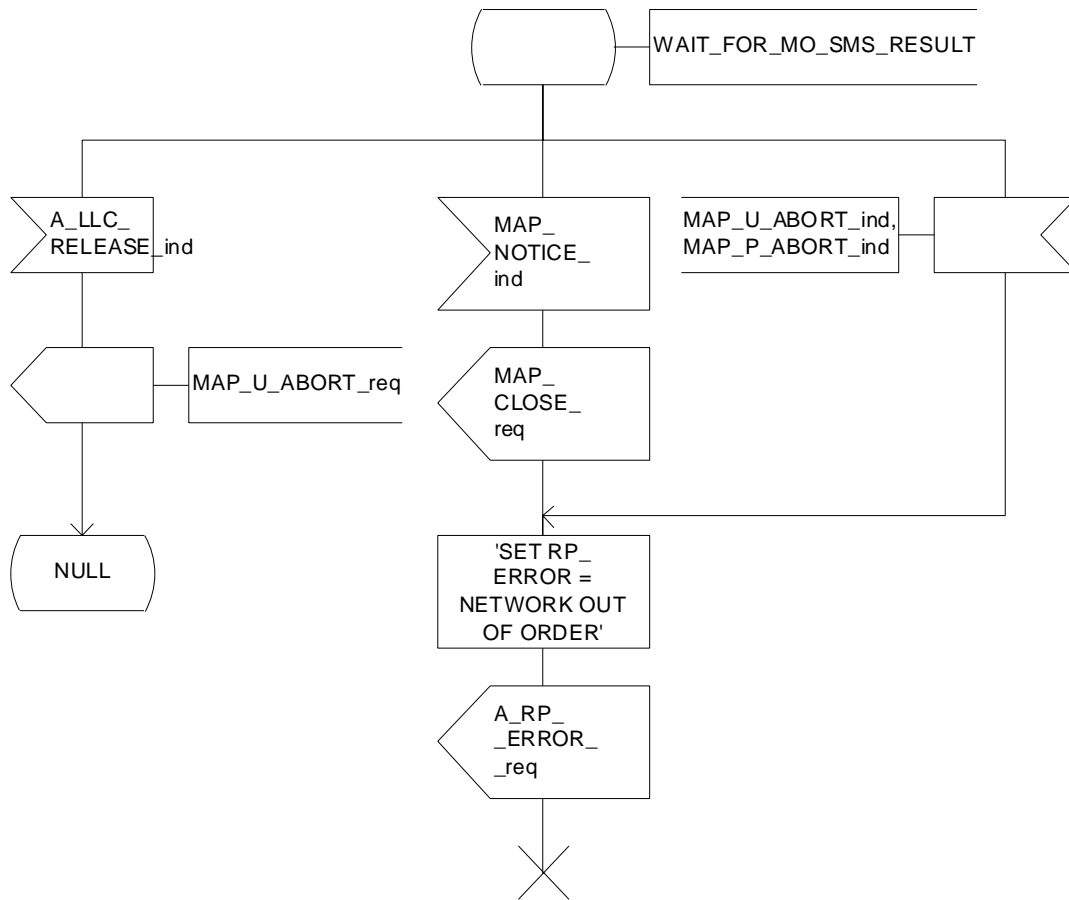 WAIT_FOR_MO_SMS_RESULT
A_LLC_
RELEASE_ind
MAP_
NOTICE_
ind
MAP_U_ABORT_ind,
MAP_P_ABORT_ind
MAP_U_ABORT_req
MAP_
CLOSE_
req
NULL
'SET RP_
ERROR =
NETWORK OUT
OF ORDER'
A_RP_
_ERROR_
_req